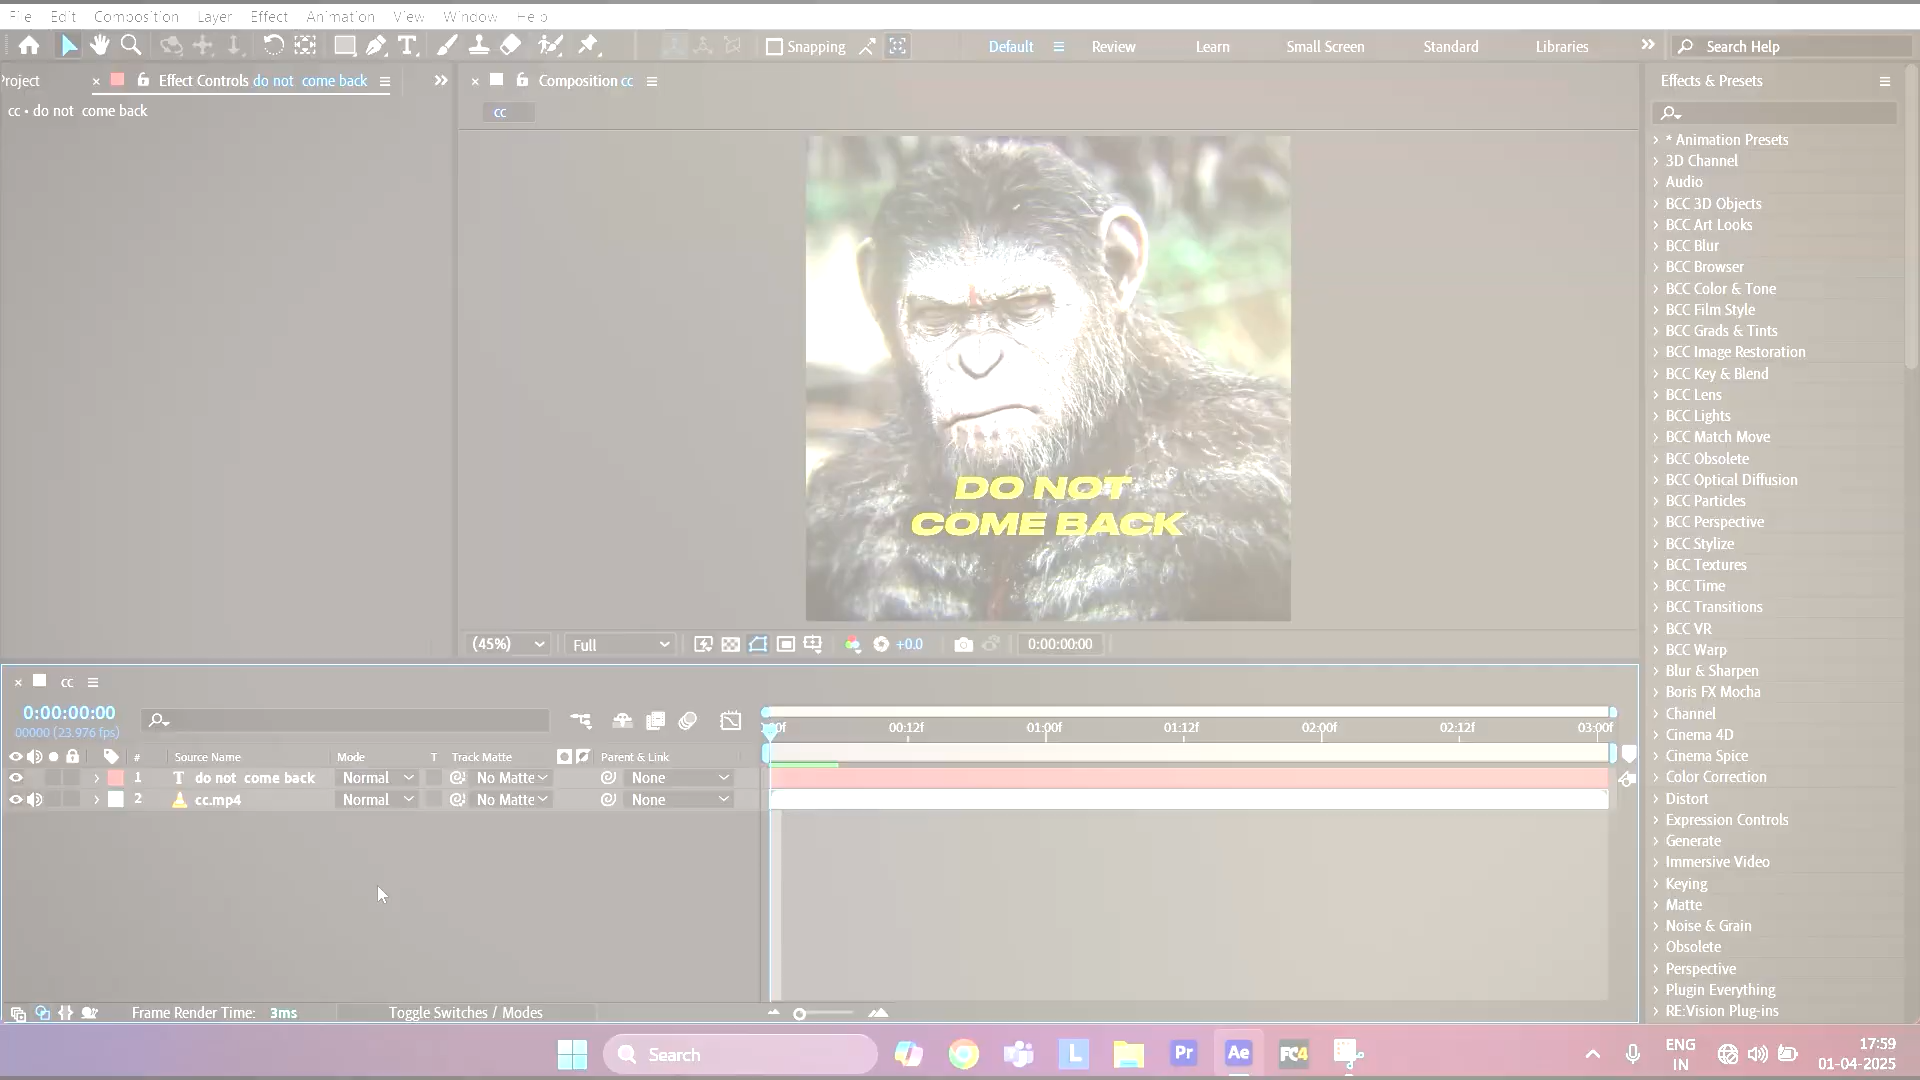 File Edit Composition Layer Effect Animation View Window Help
Snapping Default Review Learn Small Screen Standard Libraries Search Help
Project Effect Controls do not come back Composition cc Effects & Presets
cc • do not come back
cc
* Animation Presets
3D Channel
Audio
BCC 3D Objects
BCC Art Looks
BCC Blur
BCC Browser
BCC Color & Tone
BCC Film Style
BCC Grads & Tints
BCC Image Restoration
BCC Key & Blend
BCC Lens
BCC Lights
BCC Match Move
BCC Obsolete
BCC Optical Diffusion
BCC Particles
BCC Perspective
BCC Stylize
BCC Textures
BCC Time
BCC Transitions
BCC VR
BCC Warp
Blur & Sharpen
Boris FX Mocha
Channel
Cinema 4D
Cinema Spice
Color Correction
Distort
Expression Controls
Generate
Immersive Video
Keying
Matte
Noise & Grain
Obsolete
Perspective
Plugin Everything
RE:Vision Plug-ins
DO NOT
COME BACK
(45%) Full +0.0 0:00:00:00
cc
0:00:00:00
00000 (23.976 fps)
00:12f 01:00f 01:12f 02:00f 02:12f 03:00f
# Source Name Mode T Track Matte Parent & Link
1 T do not come back Normal No Matte None
2 cc.mp4 Normal No Matte None
Frame Render Time: 3ms Toggle Switches / Modes
Search L Pr Ae FC4
ENG
IN
17:59
01-04-2025